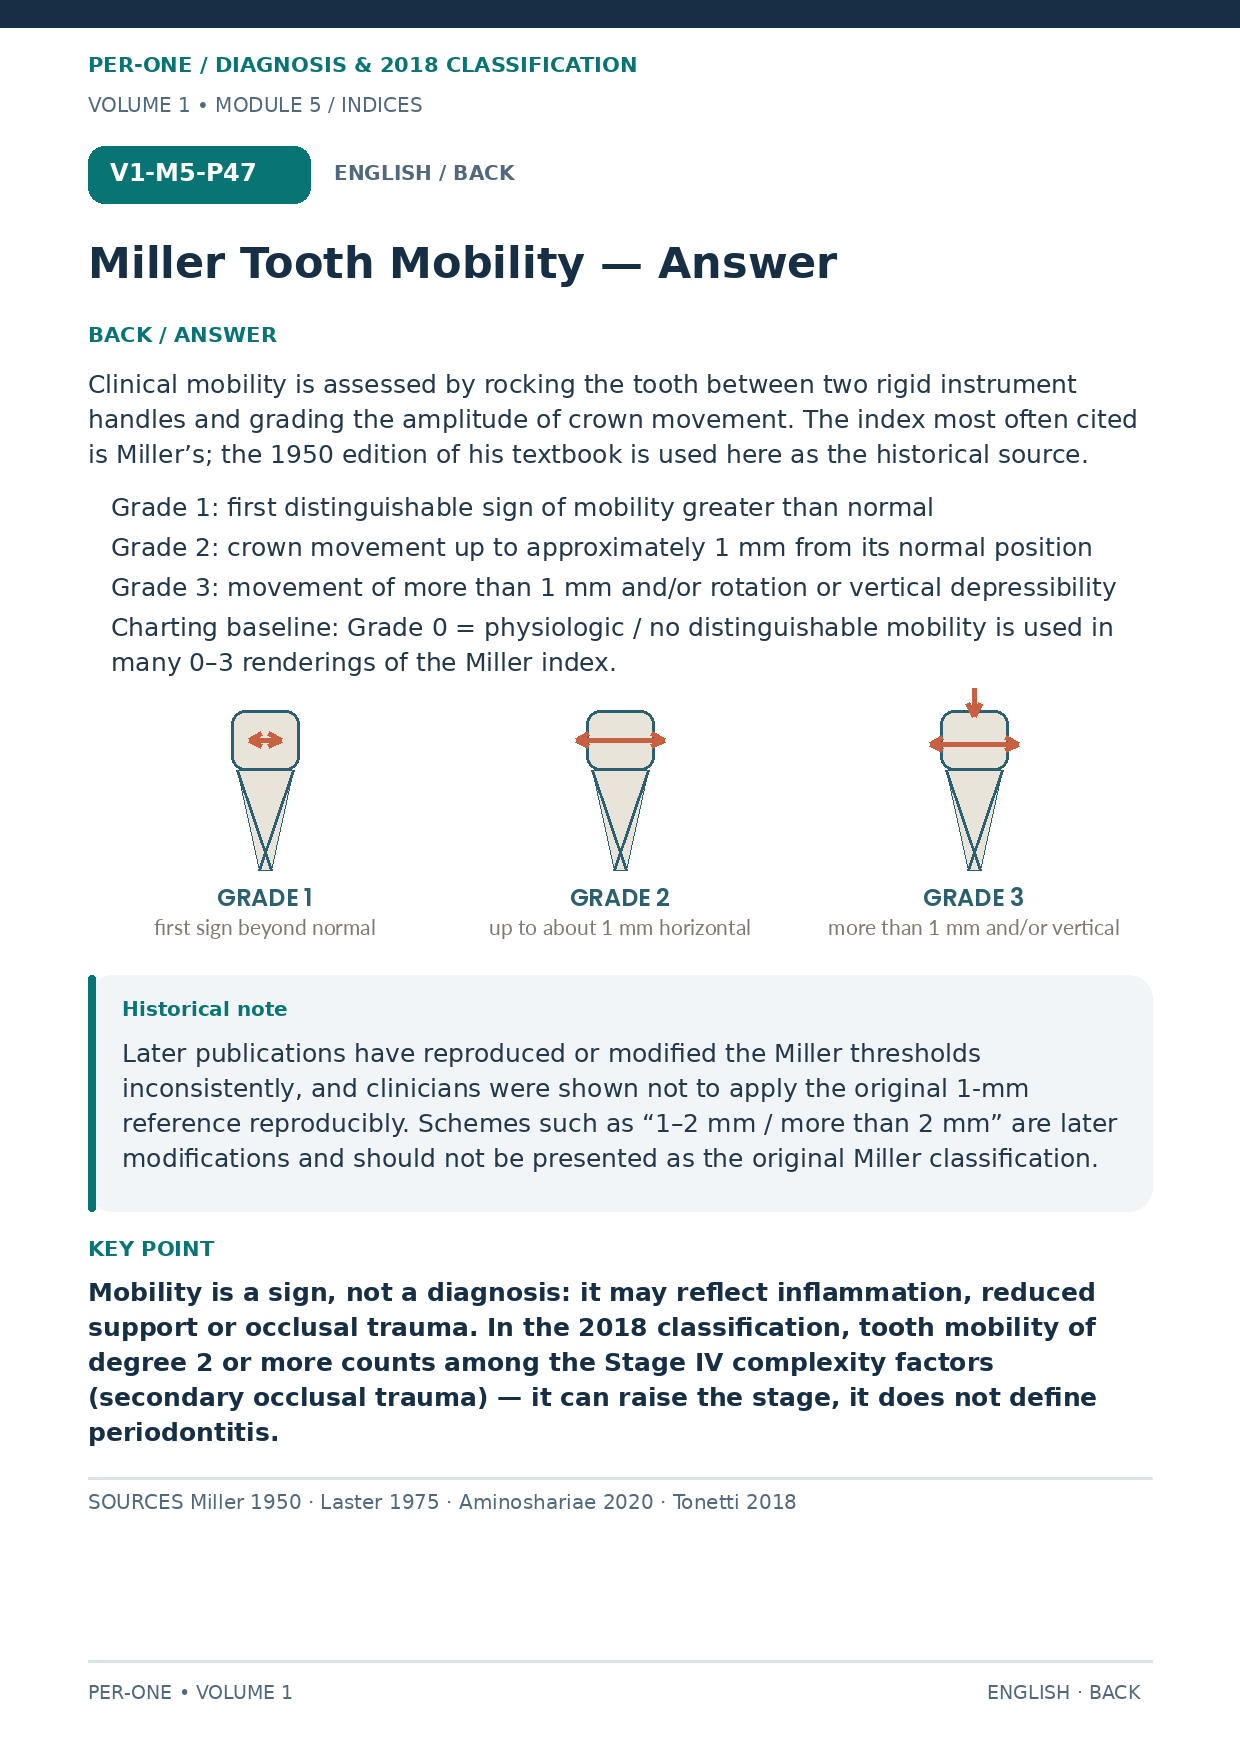 PER-ONE / DIAGNOSIS & 2018 CLASSIFICATION
VOLUME 1 • MODULE 5 / INDICES
V1-M5-P47
ENGLISH / BACK
Miller Tooth Mobility — Answer
BACK / ANSWER
Clinical mobility is assessed by rocking the tooth between two rigid instrument
handles and grading the amplitude of crown movement. The index most often cited
is Miller’s; the 1950 edition of his textbook is used here as the historical source.
Grade 1: first distinguishable sign of mobility greater than normal
Grade 2: crown movement up to approximately 1 mm from its normal position
Grade 3: movement of more than 1 mm and/or rotation or vertical depressibility
Charting baseline: Grade 0 = physiologic / no distinguishable mobility is used in
many 0–3 renderings of the Miller index.
GRADE 1
first sign beyond normal
GRADE 2
up to about 1 mm horizontal
GRADE 3
more than 1 mm and/or vertical
Historical note
Later publications have reproduced or modified the Miller thresholds
inconsistently, and clinicians were shown not to apply the original 1-mm
reference reproducibly. Schemes such as “1–2 mm / more than 2 mm” are later
modifications and should not be presented as the original Miller classification.
KEY POINT
Mobility is a sign, not a diagnosis: it may reflect inflammation, reduced
support or occlusal trauma. In the 2018 classification, tooth mobility of
degree 2 or more counts among the Stage IV complexity factors
(secondary occlusal trauma) — it can raise the stage, it does not define
periodontitis.
SOURCES Miller 1950 · Laster 1975 · Aminoshariae 2020 · Tonetti 2018
PER-ONE • VOLUME 1
ENGLISH · BACK